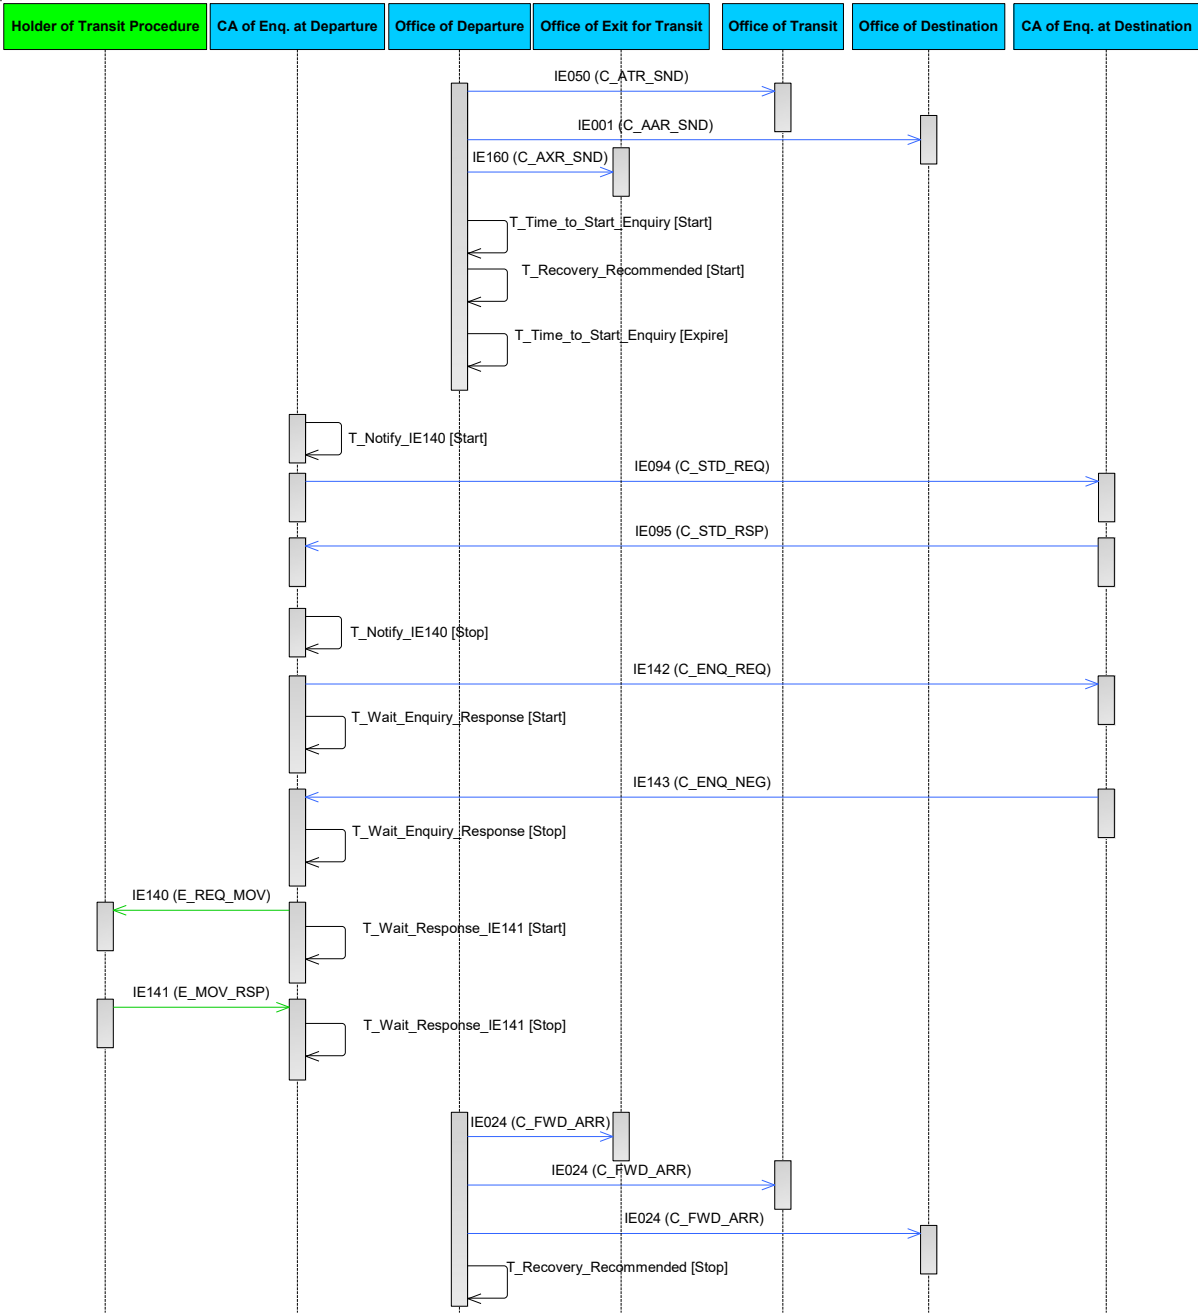 Holder of Transit Procedure
CA of Enq. at Departure
Office of Departure
Office of Exit for Transit
Office of Transit
Office of Destination
CA of Enq. at Destination
IE050 (C_ATR_SND)
IE001 (C_AAR_SND)
IE160 (C_AXR_SND)
T_Time_to_Start_Enquiry [Start]
T_Recovery_Recommended [Start]
T_Time_to_Start_Enquiry [Expire]
T_Notify_IE140 [Start]
IE094 (C_STD_REQ)
IE095 (C_STD_RSP)
T_Notify_IE140 [Stop]
IE142 (C_ENQ_REQ)
T_Wait_Enquiry_Response [Start]
IE143 (C_ENQ_NEG)
T_Wait_Enquiry_Response [Stop]
IE140 (E_REQ_MOV)
T_Wait_Response_IE141 [Start]
IE141 (E_MOV_RSP)
T_Wait_Response_IE141 [Stop]
IE024 (C_FWD_ARR)
IE024 (C_FWD_ARR)
IE024 (C_FWD_ARR)
T_Recovery_Recommended [Stop]